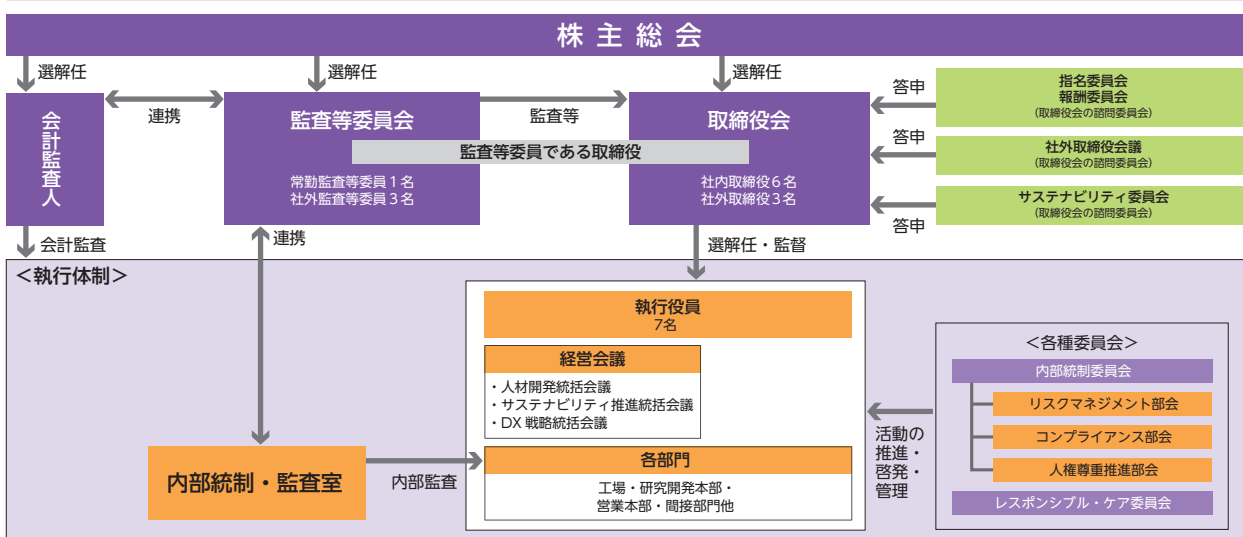 株主総会
選解任
選解任
選解任
会計監査人
連携
監査等委員会
監査等
取締役会
監査等委員である取締役
常勤監査等委員1名
社外監査等委員3名
社内取締役6名
社外取締役3名
答申
指名委員会
報酬委員会
(取締役会の諮問委員会)
答申
社外取締役会議
(取締役会の諮問委員会)
サステナビリティ委員会
(取締役会の諮問委員会)
答申
会計監査
連携
選解任・監督
＜執行体制＞
執行役員
7名
経営会議
・人材開発統括会議
・サステナビリティ推進統括会議
・DX 戦略統括会議
各部門
工場・研究開発本部・
営業本部・間接部門他
内部統制・監査室
内部監査
活動の
推進・
啓発・
管理
＜各種委員会＞
内部統制委員会
リスクマネジメント部会
コンプライアンス部会
人権尊重推進部会
レスポンシブル・ケア委員会